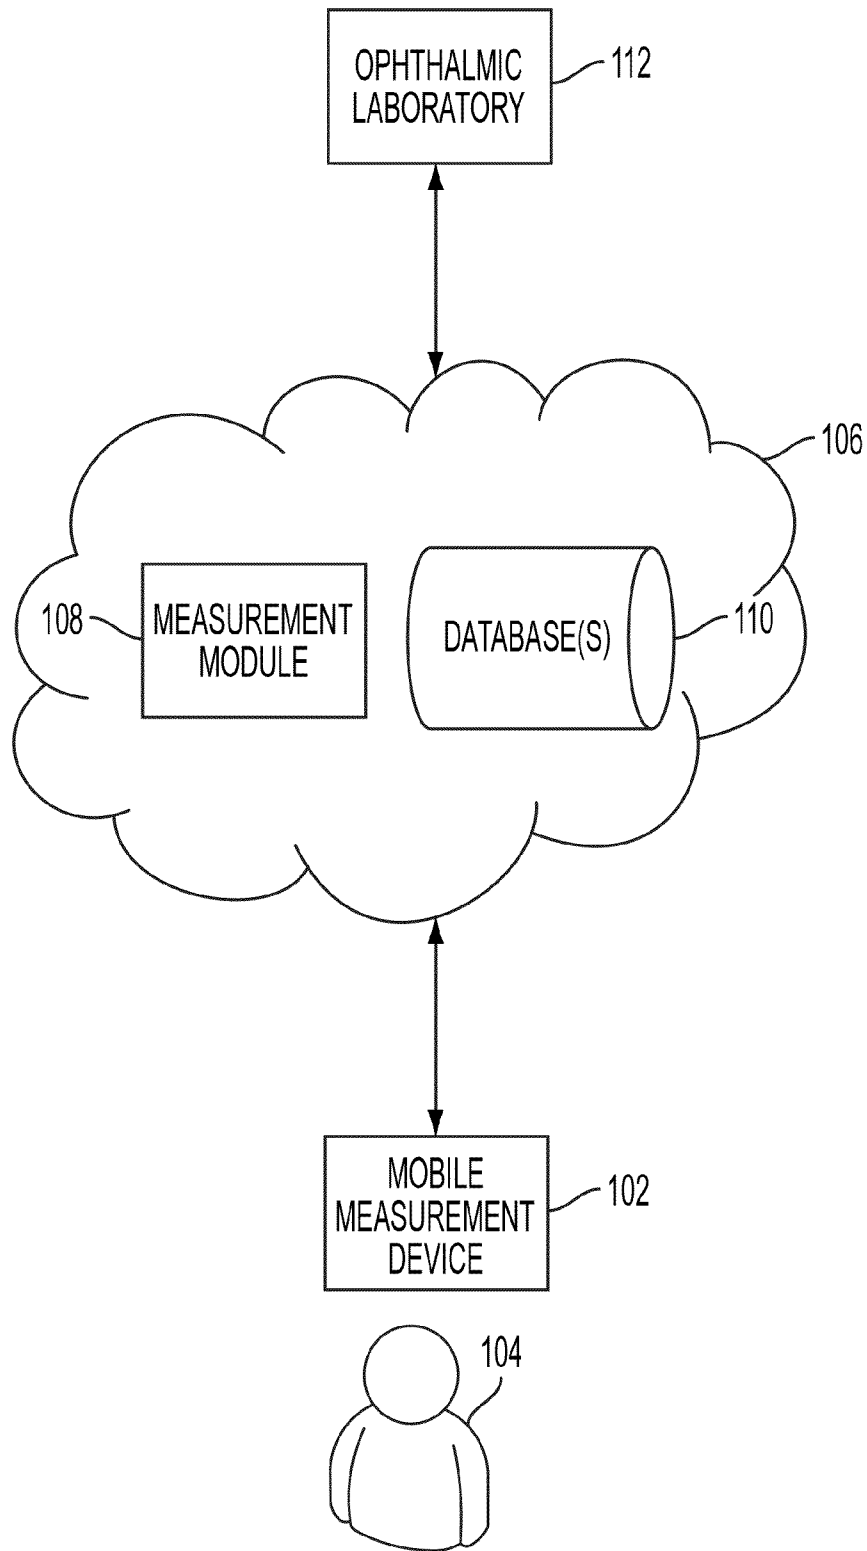 OPHTHALMIC
LABORATORY
112
106
108
MEASUREMENT
MODULE
DATABASE(S)
110
MOBILE
MEASUREMENT
DEVICE
102
104